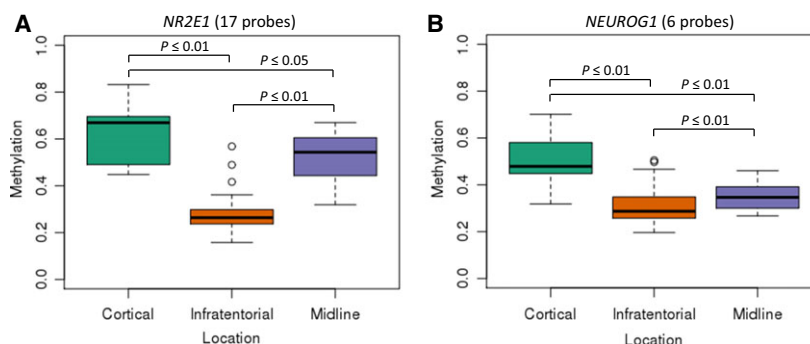 A
NR2E1 (17 probes)
P ≤ 0.01
P ≤ 0.05
P ≤ 0.01
Methylation
1.0
0.8
0.6
0.4
0.2
0.0
Cortical Infratentorial Midline
Location
B
NEUROG1 (6 probes)
P ≤ 0.01
P ≤ 0.01
P ≤ 0.01
Methylation
1.0
0.8
0.6
0.4
0.2
0.0
Cortical Infratentorial Midline
Location